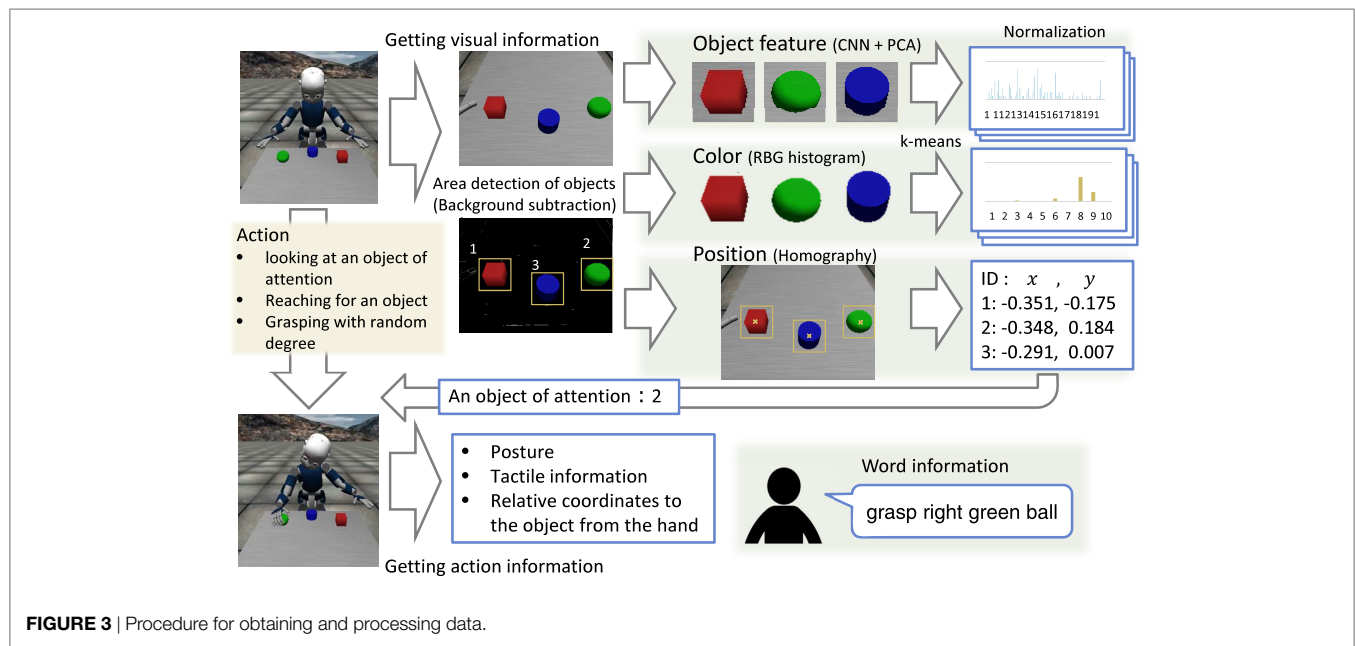 Getting visual information
Object feature (CNN + PCA)
Normalization
1 112131415161718191
k-means
Area detection of objects
(Background subtraction)
Color (RBG histogram)
1 2 3 4 5 6 7 8 9 10
Action
• looking at an object of
attention
• Reaching for an object
• Grasping with random
degree
1
2
3
Position (Homography)
ID : x , y
1: -0.351, -0.175
2: -0.348, 0.184
3: -0.291, 0.007
An object of attention : 2
• Posture
• Tactile information
• Relative coordinates to
the object from the hand
Word information
grasp right green ball
Getting action information
FIGURE 3 | Procedure for obtaining and processing data.